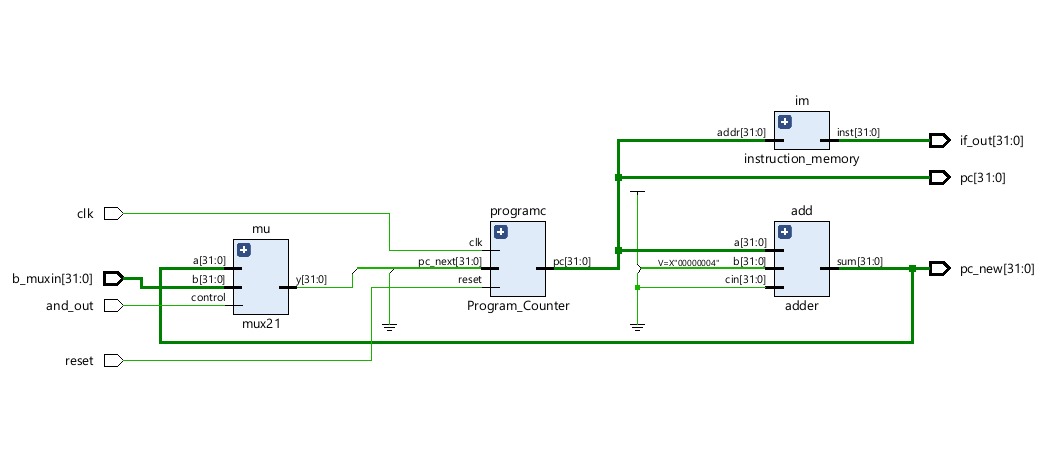 im
addr[31:0]
inst[31:0]
if_out[31:0]
instruction_memory
pc[31:0]
clk
programc
add
mu
clk
a[31:0]
a[31:0]
pc_next[31:0]
pc[31:0]
V=X"00000004"
b[31:0]
sum[31:0]
pc_new[31:0]
b_muxin[31:0]
b[31:0]
y[31:0]
reset
cin[31:0]
and_out
control
Program_Counter
adder
mux21
reset